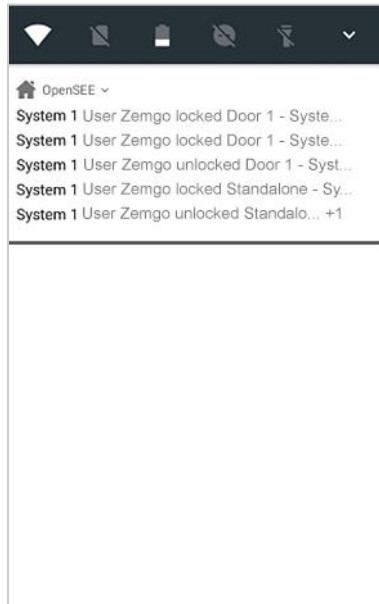 OpenSEE
System 1 User Zemgo locked Door 1 - Syste...
System 1 User Zemgo locked Door 1 - Syste...
System 1 User Zemgo unlocked Door 1 - Syst...
System 1 User Zemgo locked Standalone - Sy...
System 1 User Zemgo unlocked Standalo... +1